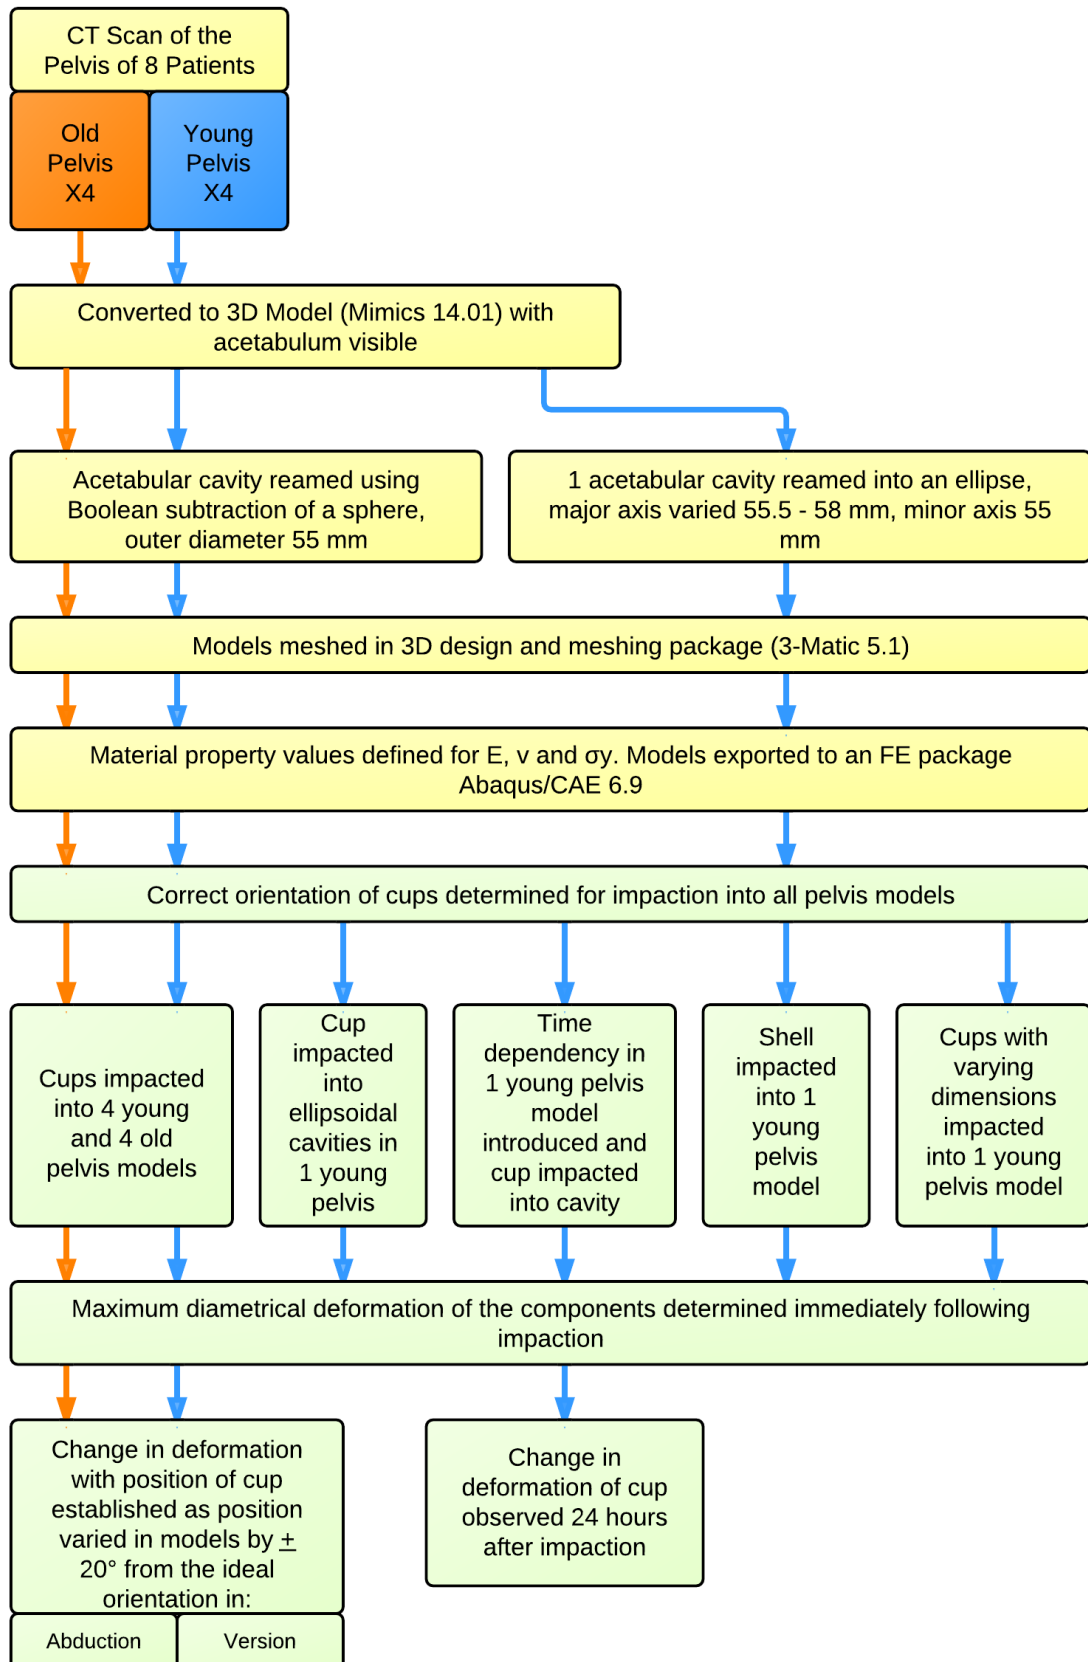 CT Scan of the
Pelvis of 8 Patients
Old
Pelvis
X4
Young
Pelvis
X4
Converted to 3D Model (Mimics 14.01) with
acetabulum visible
Acetabular cavity reamed using
Boolean subtraction of a sphere,
outer diameter 55 mm
1 acetabular cavity reamed into an ellipse,
major axis varied 55.5 - 58 mm, minor axis 55
mm
Models meshed in 3D design and meshing package (3-Matic 5.1)
Material property values defined for E, v and σy. Models exported to an FE package
Abaqus/CAE 6.9
Correct orientation of cups determined for impaction into all pelvis models
Cups impacted
into 4 young
and 4 old
pelvis models
Cup
impacted
into
ellipsoidal
cavities in
1 young
pelvis
Time
dependency in
1 young pelvis
model
introduced and
cup impacted
into cavity
Shell
impacted
into 1
young
pelvis
model
Cups with
varying
dimensions
impacted
into 1 young
pelvis model
Maximum diametrical deformation of the components determined immediately following
impaction
Change in deformation
with position of cup
established as position
varied in models by ±
20° from the ideal
orientation in:
Abduction
Version
Change in
deformation of cup
observed 24 hours
after impaction